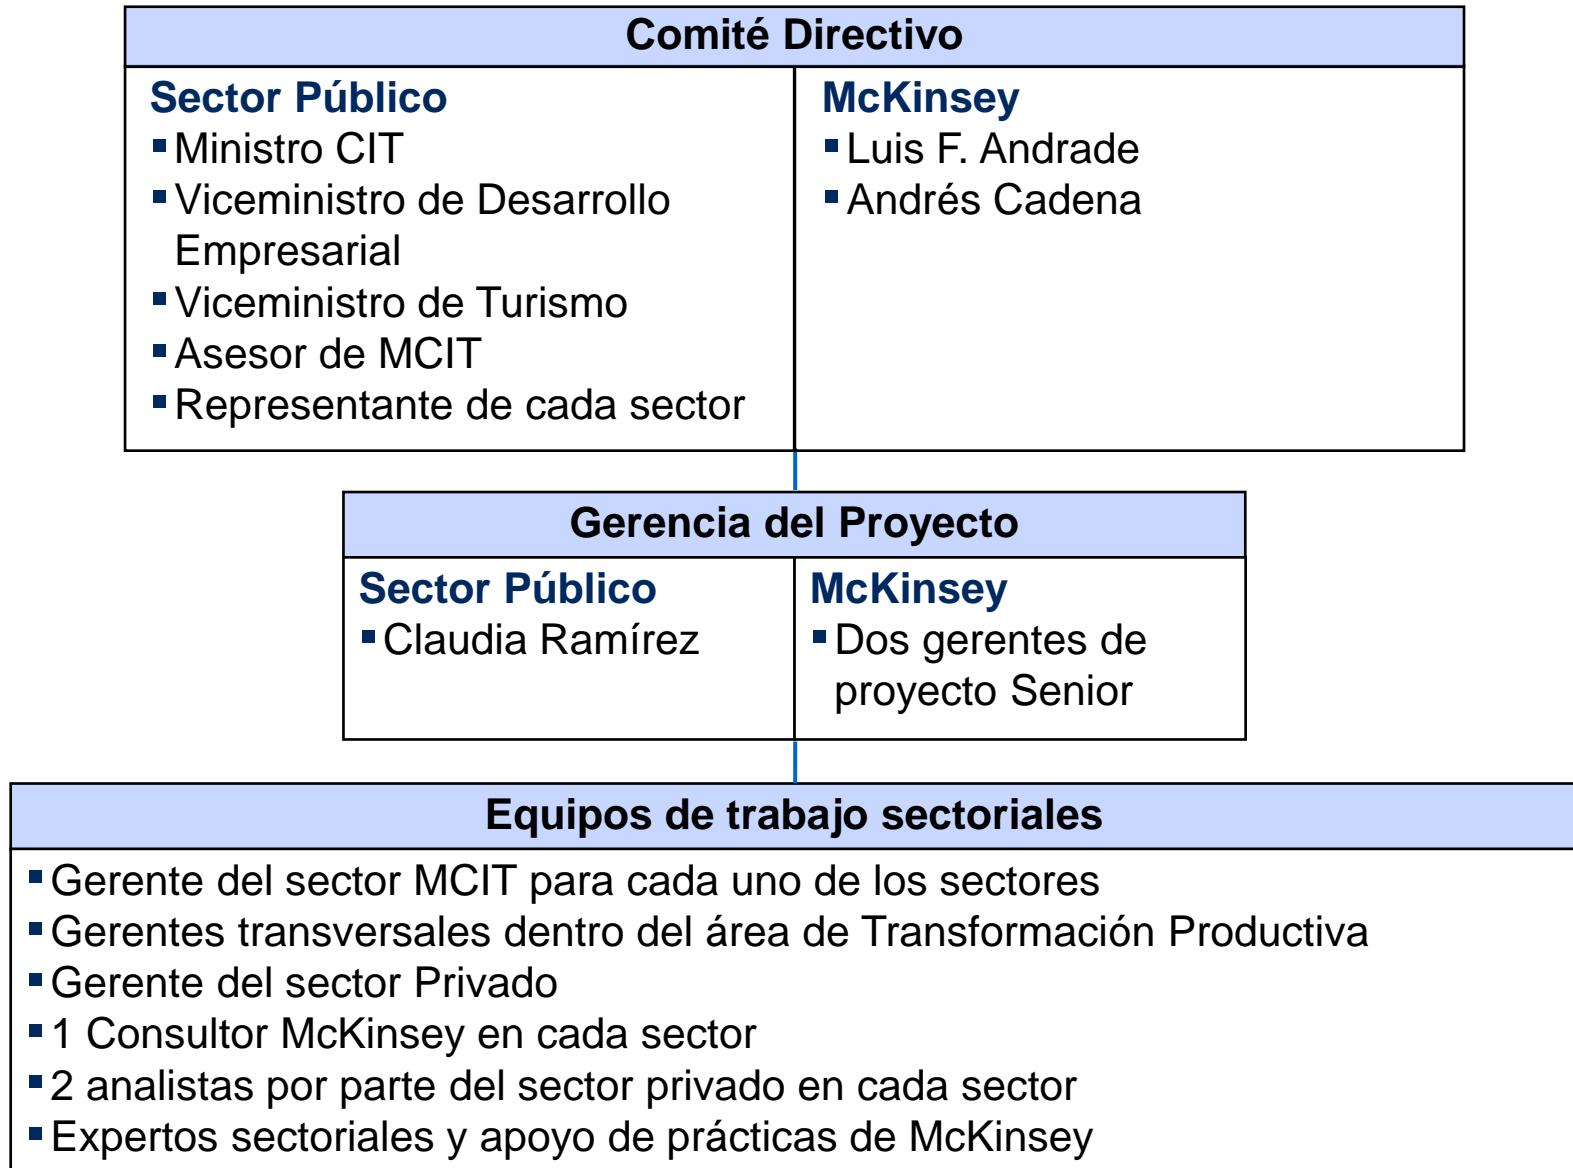 Comité Directivo
Sector Público
▪Ministro CIT
▪Viceministro de Desarrollo
Empresarial
▪Viceministro de Turismo
▪Asesor de MCIT
▪Representante de cada sector
McKinsey
▪Luis F. Andrade
▪Andrés Cadena
Gerencia del Proyecto
Sector Público
▪Claudia Ramírez
McKinsey
▪Dos gerentes de
proyecto Senior
Equipos de trabajo sectoriales
▪Gerente del sector MCIT para cada uno de los sectores
▪Gerentes transversales dentro del área de Transformación Productiva
▪Gerente del sector Privado
▪1 Consultor McKinsey en cada sector
▪2 analistas por parte del sector privado en cada sector
▪Expertos sectoriales y apoyo de prácticas de McKinsey